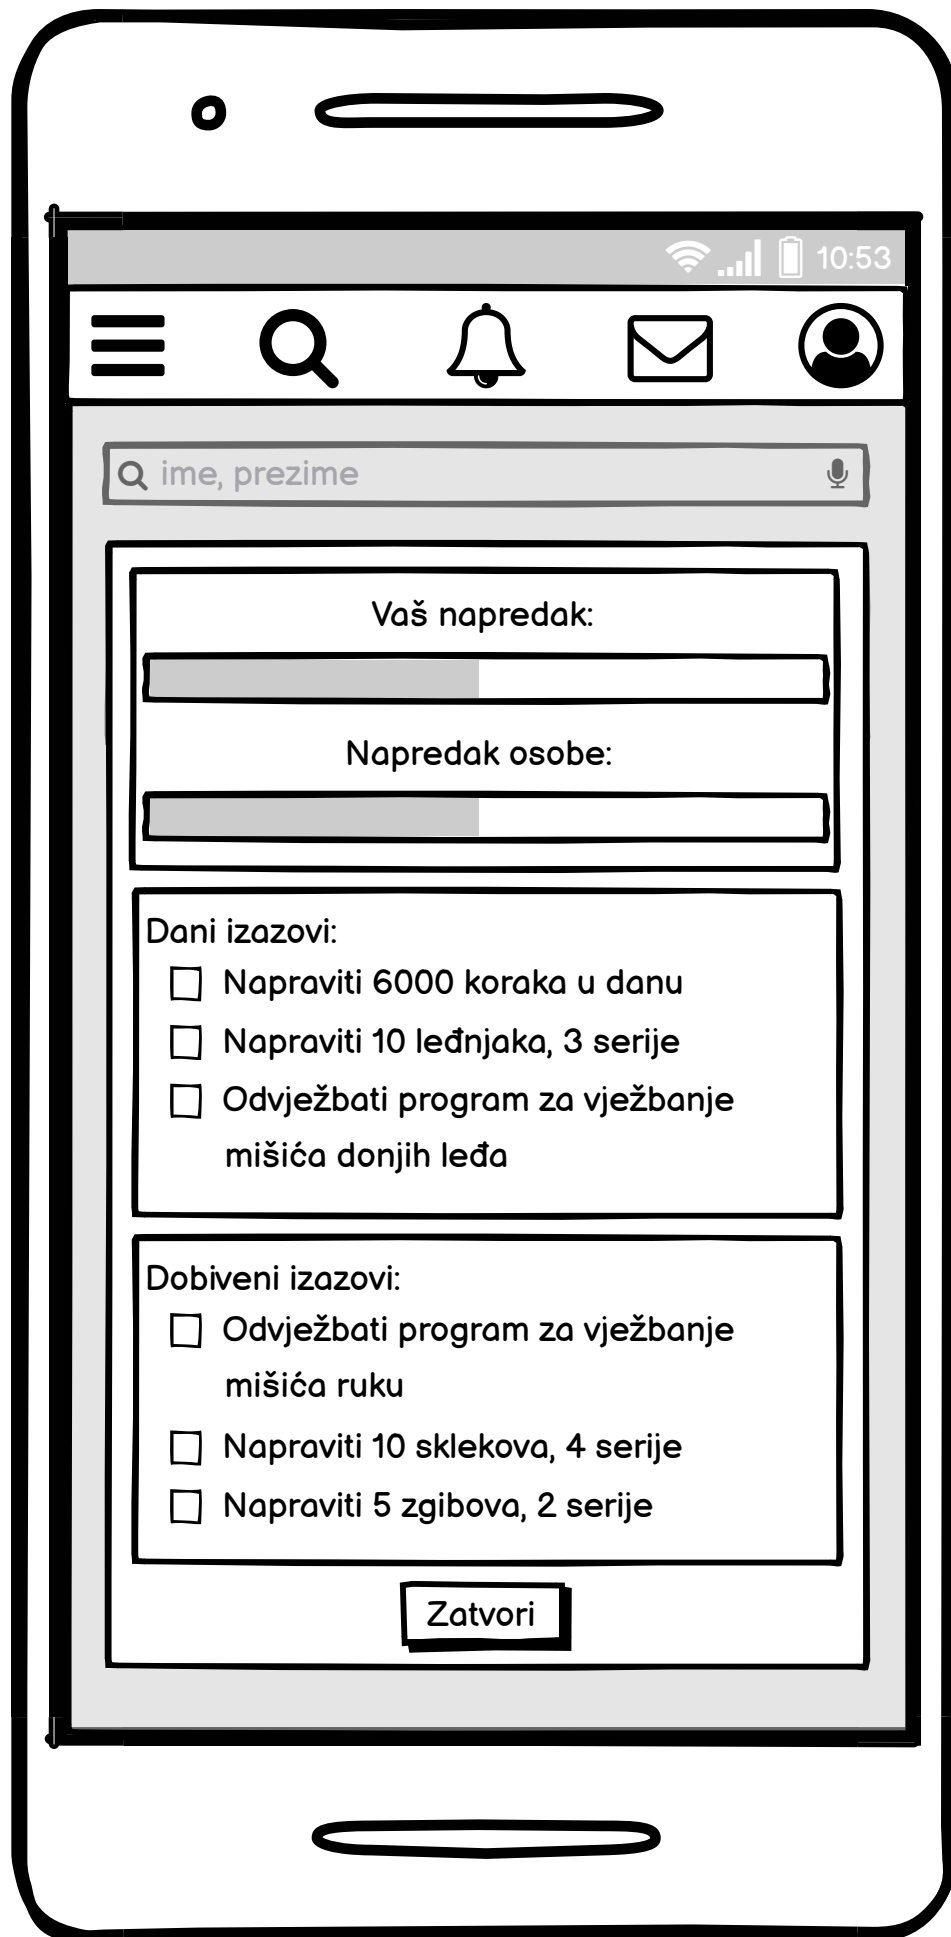 10:53
ime, prezime
Vaš napredak:
Napredak osobe:
Dani izazovi:
Napraviti 6000 koraka u danu
Napraviti 10 leđnjaka, 3 serije
Odvježbati program za vježbanje
mišića donjih leđa
Dobiveni izazovi:
Odvježbati program za vježbanje
mišića ruku
Napraviti 10 sklekova, 4 serije
Napraviti 5 zgibova, 2 serije
Zatvori